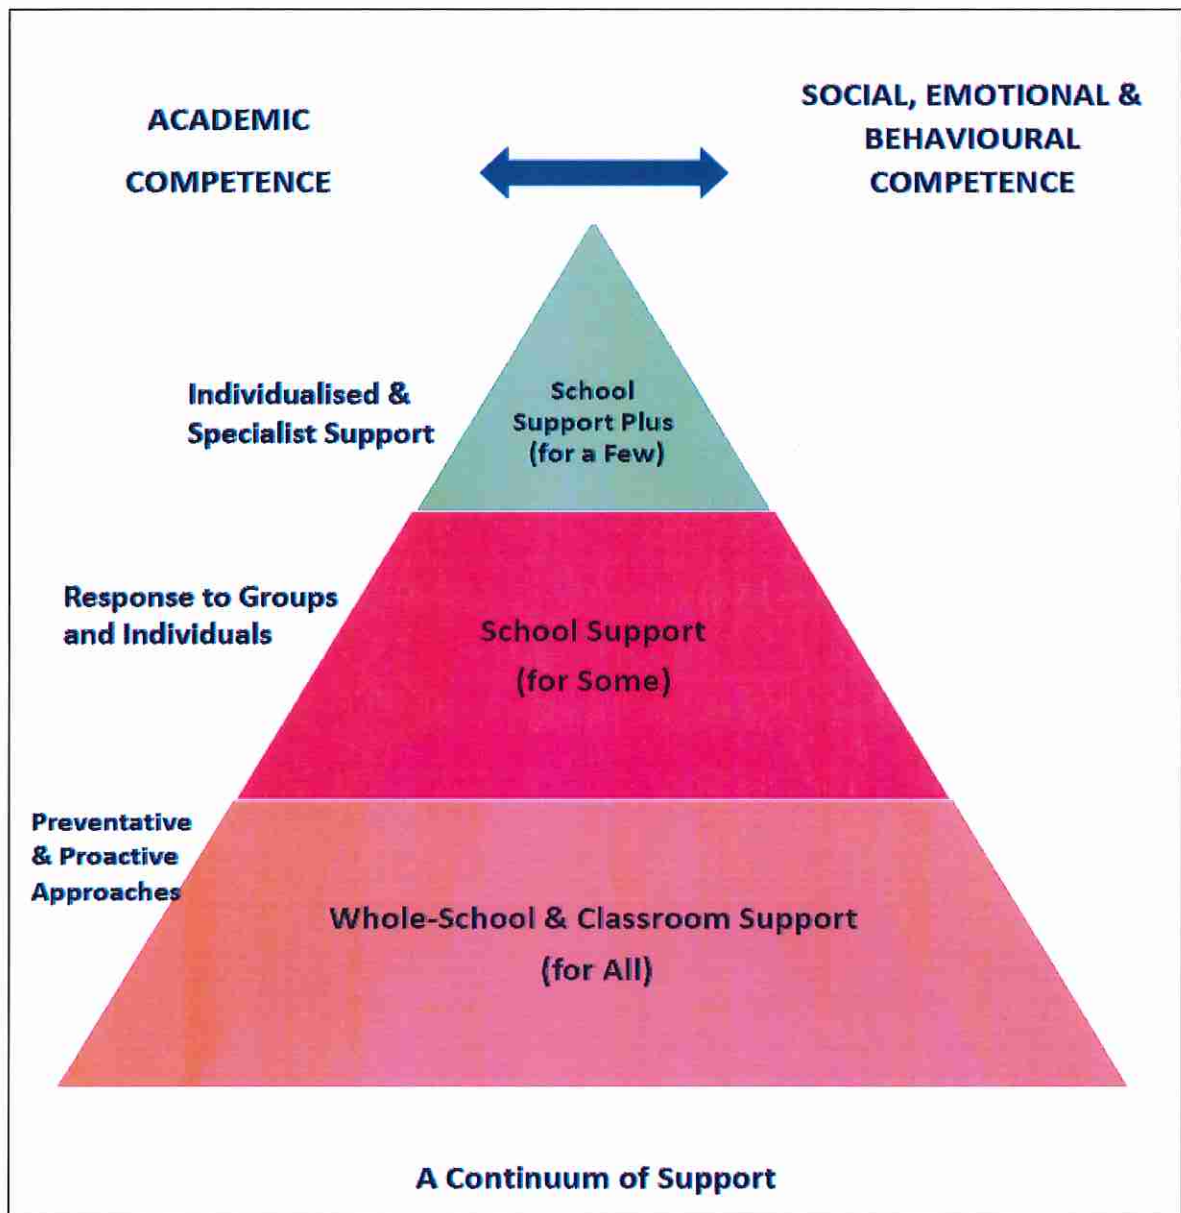 ACADEMIC
COMPETENCE
SOCIAL, EMOTIONAL &
BEHAVIOURAL
COMPETENCE
Individualised &
Specialist Support
School
Support Plus
(for a Few)
Response to Groups
and Individuals
School Support
(for Some)
Preventative
& Proactive
Approaches
Whole-School & Classroom Support
(for All)
A Continuum of Support